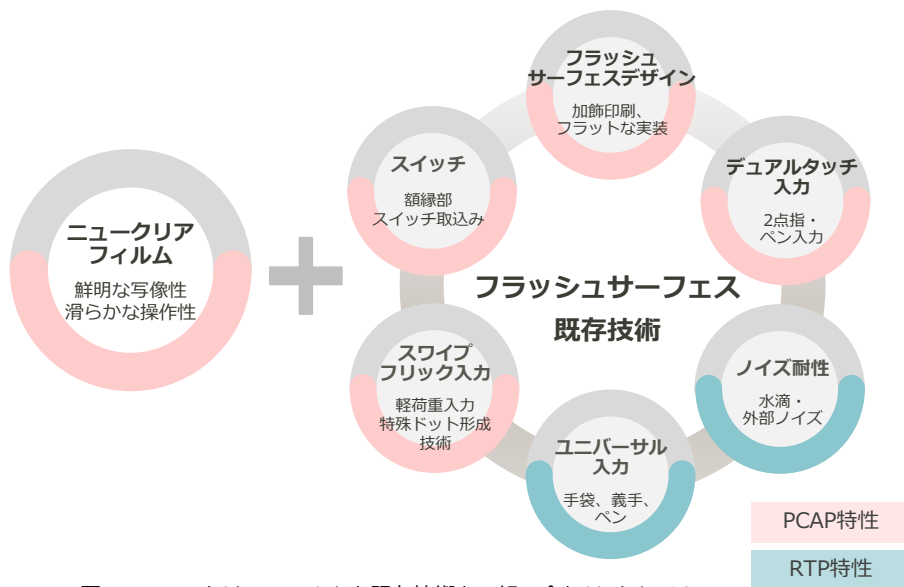 ニュークリア
フィルム
鮮明な写像性
滑らかな操作性
フラッシュ
サーフェスデザイン
加飾印刷、
フラットな実装
スイッチ
額縁部
スイッチ取込み
デュアルタッチ
入力
2点指・
ペン入力
フラッシュサーフェス
既存技術
スワイプ
フリック入力
軽荷重入力
特殊ドット形成
技術
ノイズ耐性
水滴・
外部ノイズ
ユニバーサル
入力
手袋、義手、
ペン
PCAP特性
RTP特性